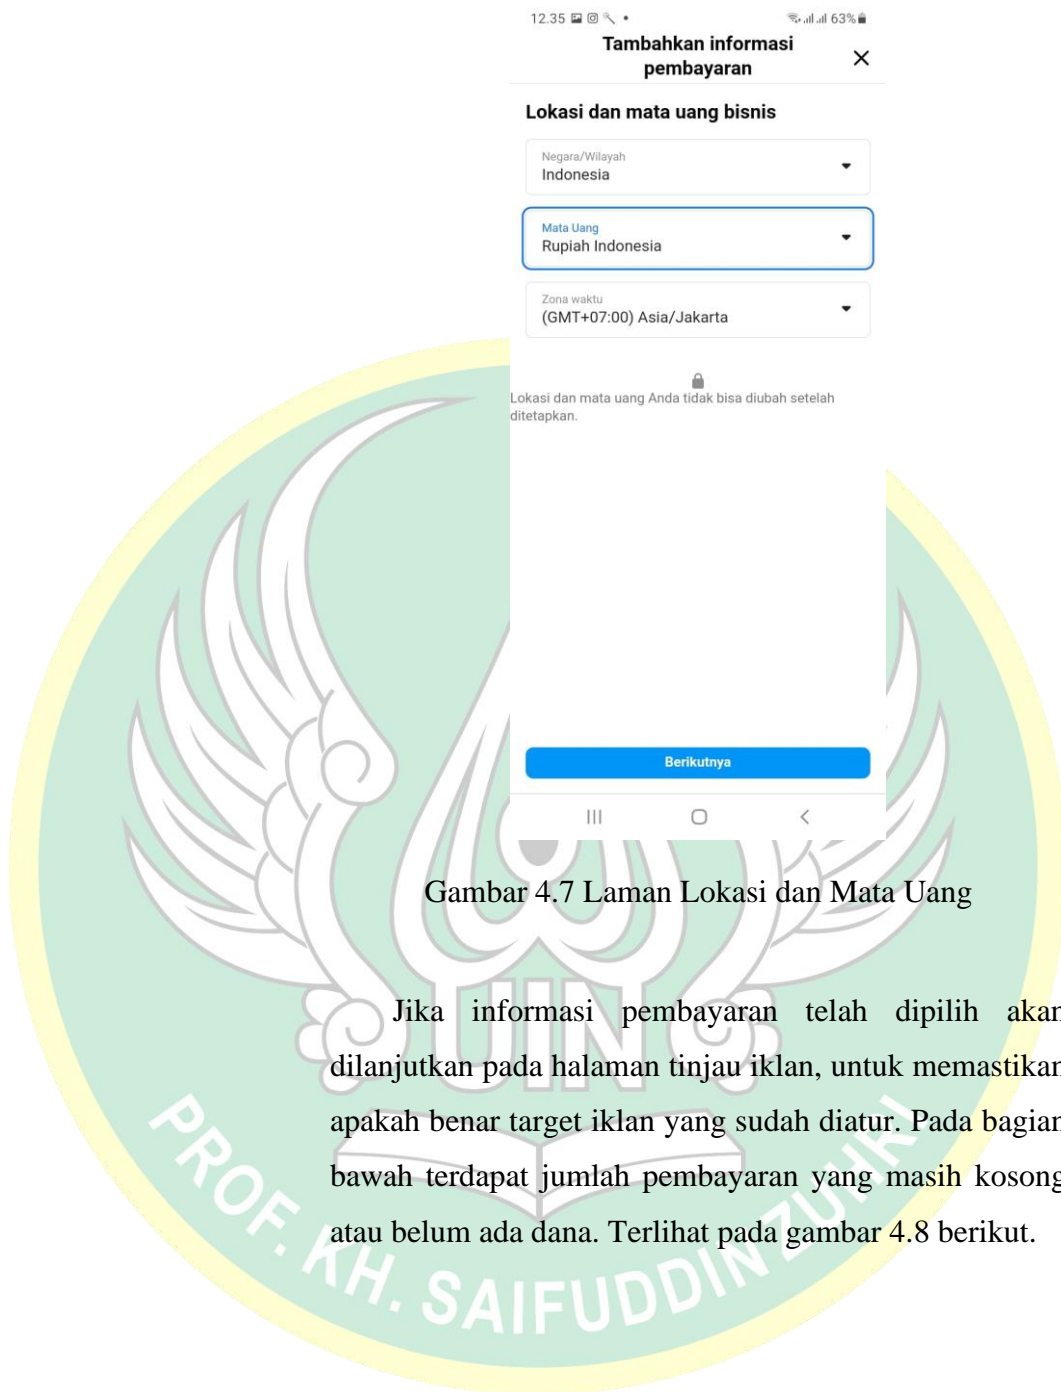 12.35
63%
Tambahkan informasi
pembayaran
Lokasi dan mata uang bisnis
Negara/Wilayah
Indonesia
Mata Uang
Rupiah Indonesia
Zona waktu
(GMT+07:00) Asia/Jakarta
Lokasi dan mata uang Anda tidak bisa diubah setelah
ditetapkan.
Berikutnya
Gambar 4.7 Laman Lokasi dan Mata Uang
Jika informasi pembayaran telah dipilih akan
dilanjutkan pada halaman tinjau iklan, untuk memastikan
apakah benar target iklan yang sudah diatur. Pada bagian
bawah terdapat jumlah pembayaran yang masih kosong
atau belum ada dana. Terlihat pada gambar 4.8 berikut.
UIN
PROF. KH. SAIFUDDIN ZUHRI